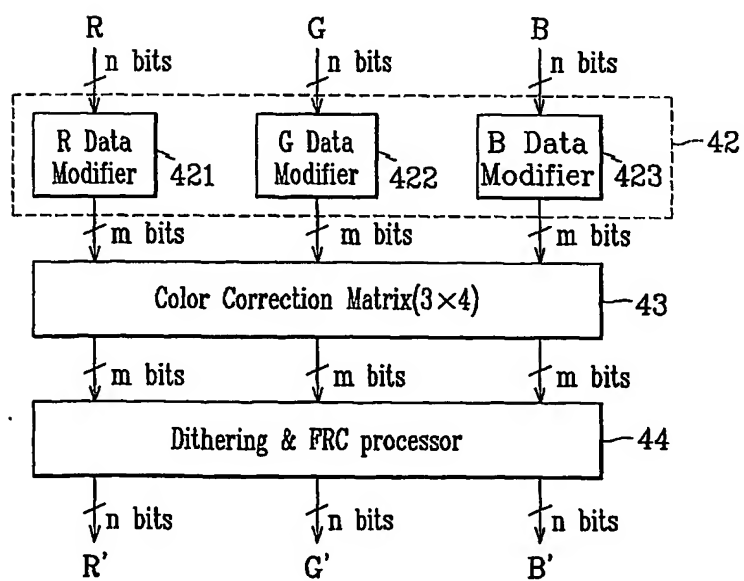 R G B
n bits n bits n bits
R Data Modifier 421 G Data Modifier 422 B Data Modifier 423 42
m bits m bits m bits
Color Correction Matrix(3×4) 43
m bits m bits m bits
Dithering & FRC processor 44
n bits n bits n bits
R' G' B'